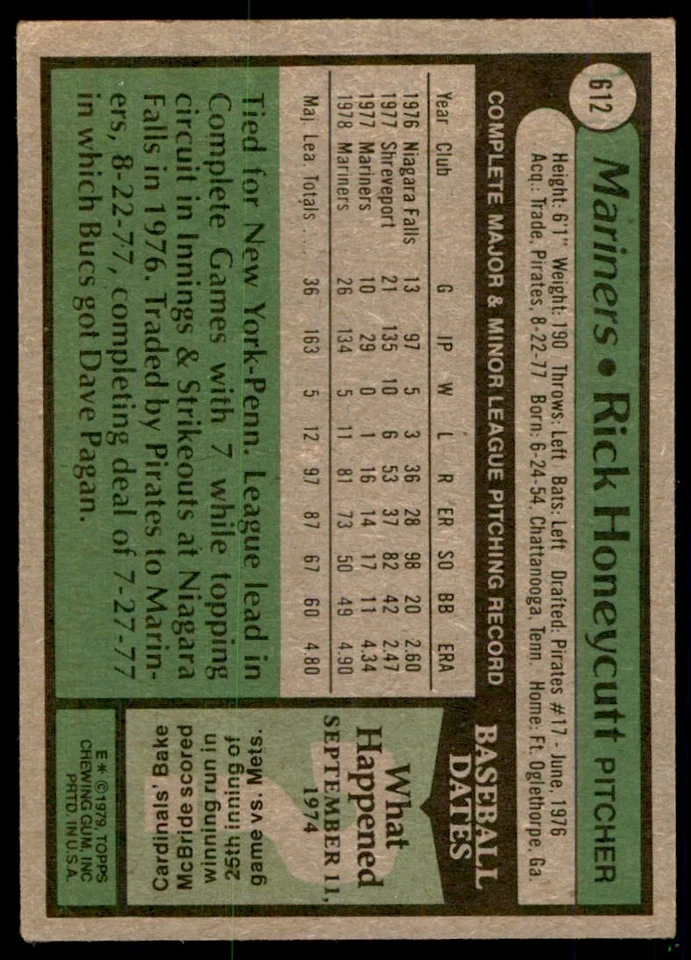 612
Mariners • Rick Honeycutt PITCHER
Height: 6'1" Weight: 190 Throws: Left Bats: Left Drafted: Pirates #17 - June, 1976
Acq.: Trade, Pirates, 8-22-77 Born: 6-24-54, Chattanooga, Tenn. Home: Ft. Oglethorpe, Ga.
COMPLETE MAJOR & MINOR LEAGUE PITCHING RECORD
Year Club G IP W L R ER SO BB ERA
1976 Niagara Falls 13 97 5 3 36 28 98 20 2.60
1977 Shreveport 21 135 10 6 53 37 82 42 2.47
1977 Mariners 10 29 0 1 16 14 17 11 4.34
1978 Mariners 26 134 5 11 81 73 50 49 4.90
Maj. Lea. Totals ..... 36 163 5 12 97 87 67 60 4.80
Tied for New York-Penn. League lead in
Complete Games with 7 while topping
circuit in Innings & Strikeouts at Niagara
Falls in 1976. Traded by Pirates to Marin-
ers, 8-22-77, completing deal of 7-27-77
in which Bucs got Dave Pagan.
BASEBALL
DATES
What
Happened
SEPTEMBER 11,
1974
Cardinals' Bake
McBride scored
winning run in
25th inning of
game vs. Mets.
E* ©1979, TOPPS
CHEWING GUM, INC
PRTD. IN U.S.A.